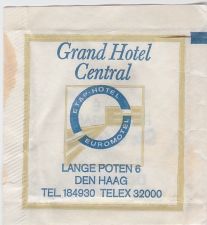 Grand Hotel
Central
ETAP-HOTEL
EUROMOTEL
LANGE POTEN 6
DEN HAAG
TEL. 184930 TELEX 32000